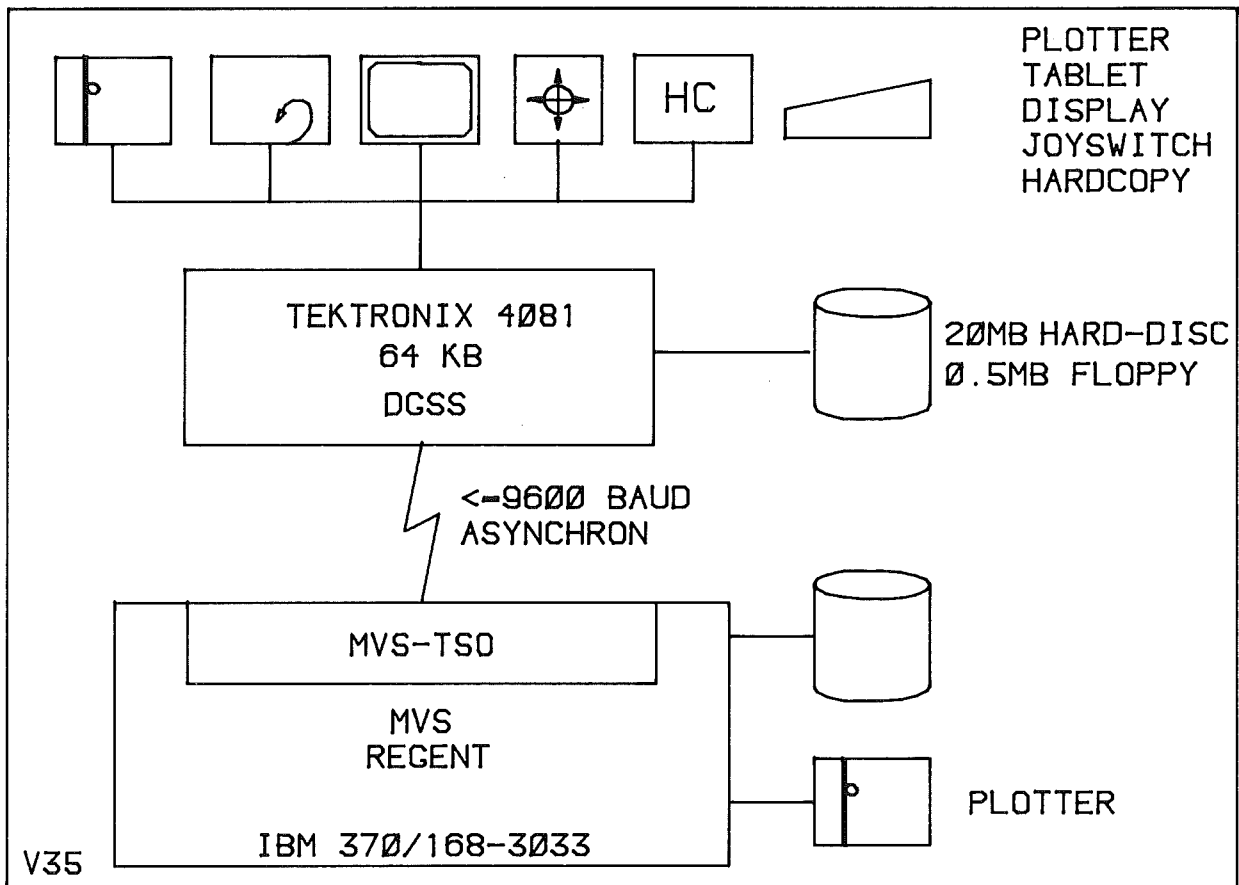 HC
PLOTTER
TABLET
DISPLAY
JOYSWITCH
HARDCOPY
TEKTRONIX 4081
64 KB
DGSS
20MB HARD-DISC
0.5MB FLOPPY
<-9600 BAUD
ASYNCHRON
MVS-TSO
MVS
REGENT
PLOTTER
IBM 370/168-3033
V35